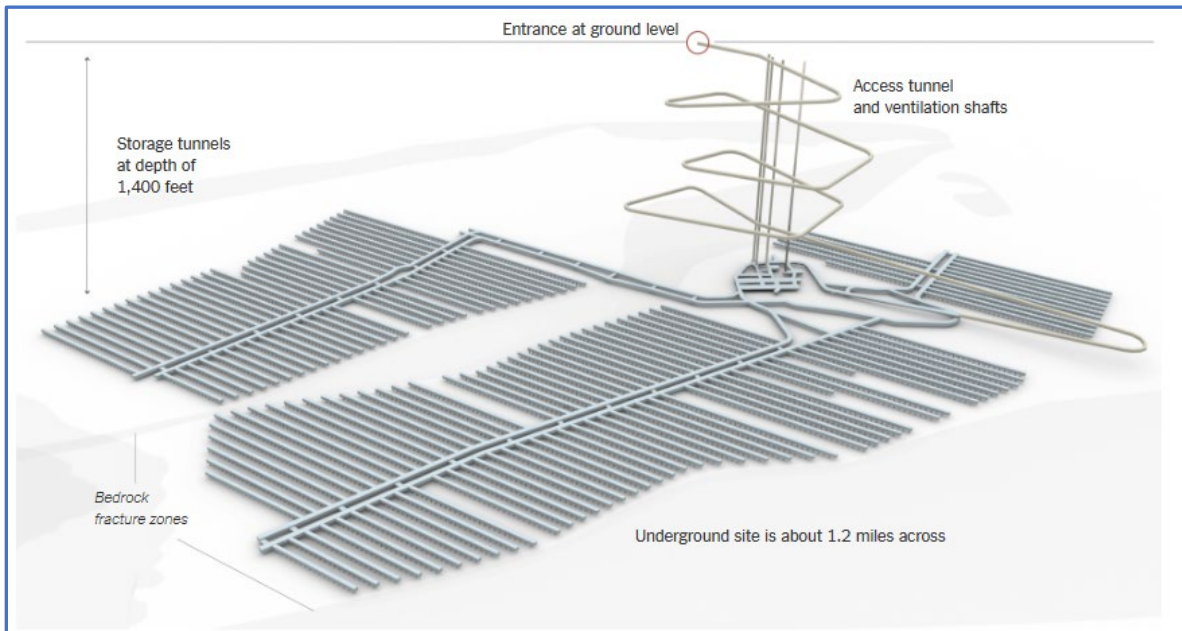 Entrance at ground level
Access tunnel
and ventilation shafts
Storage tunnels
at depth of
1,400 feet
Bedrock
fracture zones
Underground site is about 1.2 miles across